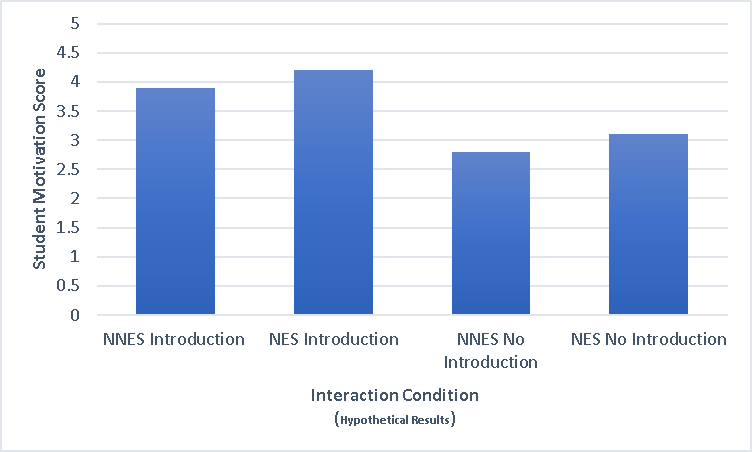 5
4.5
4
3.5
3
2.5
2
1.5
1
0.5
0
Student Motivation Score
NNES Introduction
NES Introduction
NNES No
Introduction
NES No Introduction
Interaction Condition
(Hypothetical Results)